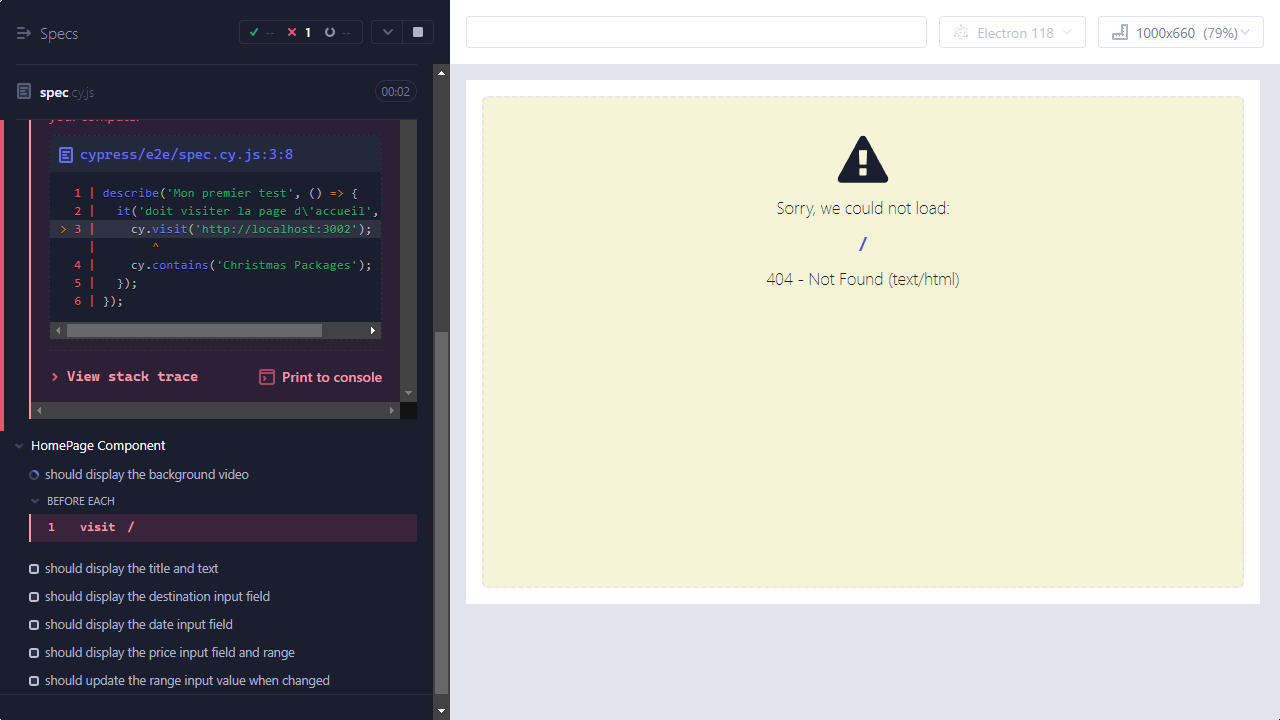 Specs
-- 1 --
Electron 118
1000x660 (79%)
spec.cy.js
00:02
your computer
cypress/e2e/spec.cy.js:3:8
1 | describe('Mon premier test', () => {
2 | it('doit visiter la page d\'accueil',
> 3 | cy.visit('http://localhost:3002');
| ^
4 | cy.contains('Christmas Packages');
5 | });
6 | });
View stack trace
Print to console
HomePage Component
should display the background video
BEFORE EACH
1 visit /
should display the title and text
should display the destination input field
should display the date input field
should display the price input field and range
should update the range input value when changed
Sorry, we could not load:
/
404 - Not Found (text/html)